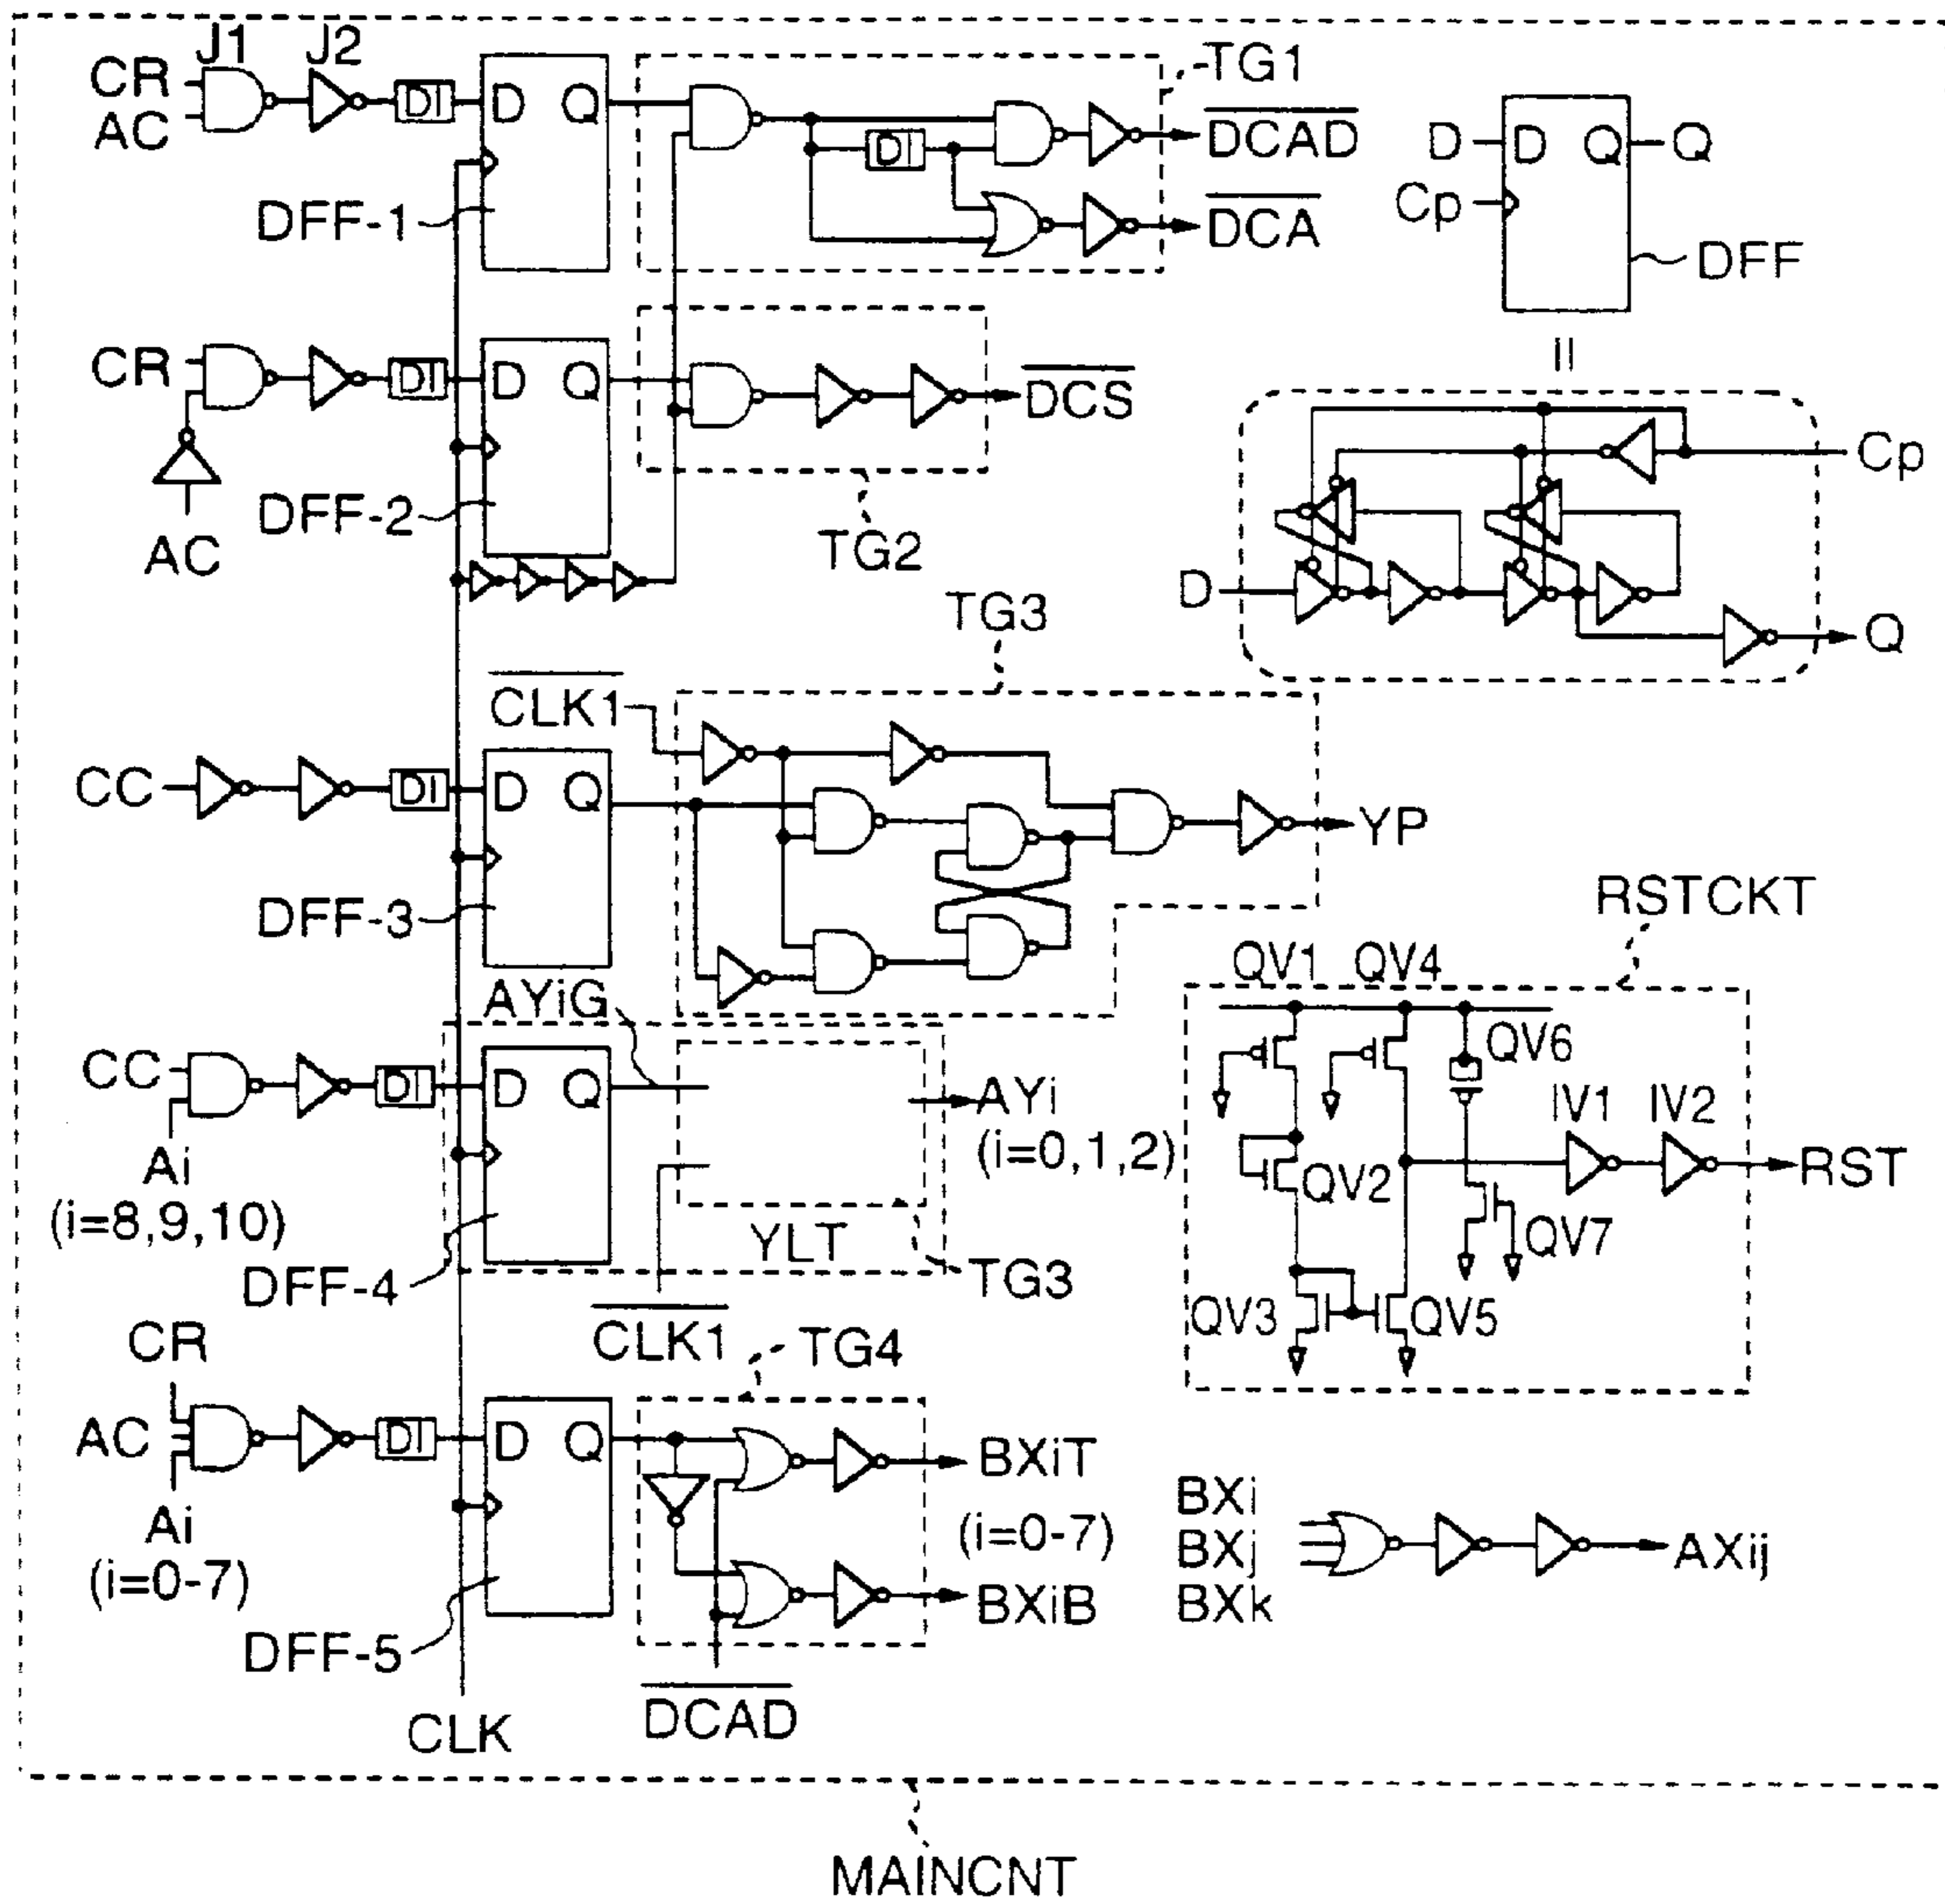 J1 J2
CR
AC
DI
D Q
DFF-1
TG1
DI
DCAD
DCA
D D Q Q
Cp
DFF
CR
AC
DI
D Q
DFF-2
DCS
TG2
Cp
D
Q
TG3
CLK1
CC
DI
D Q
DFF-3
YP
RSTCKT
QV1 QV4
QV6
IV1 IV2
QV2
QV7
QV3 QV5
RST
AYiG
CC
Ai
(i=8,9,10)
DI
D Q
DFF-4
AYi
(i=0,1,2)
YLT
TG3
CLK1
CR
AC
Ai
(i=0-7)
DI
D Q
DFF-5
TG4
BXiT
(i=0-7)
BXiB
DCAD
CLK
BXi
BXj
BXk
AXij
MAINCNT